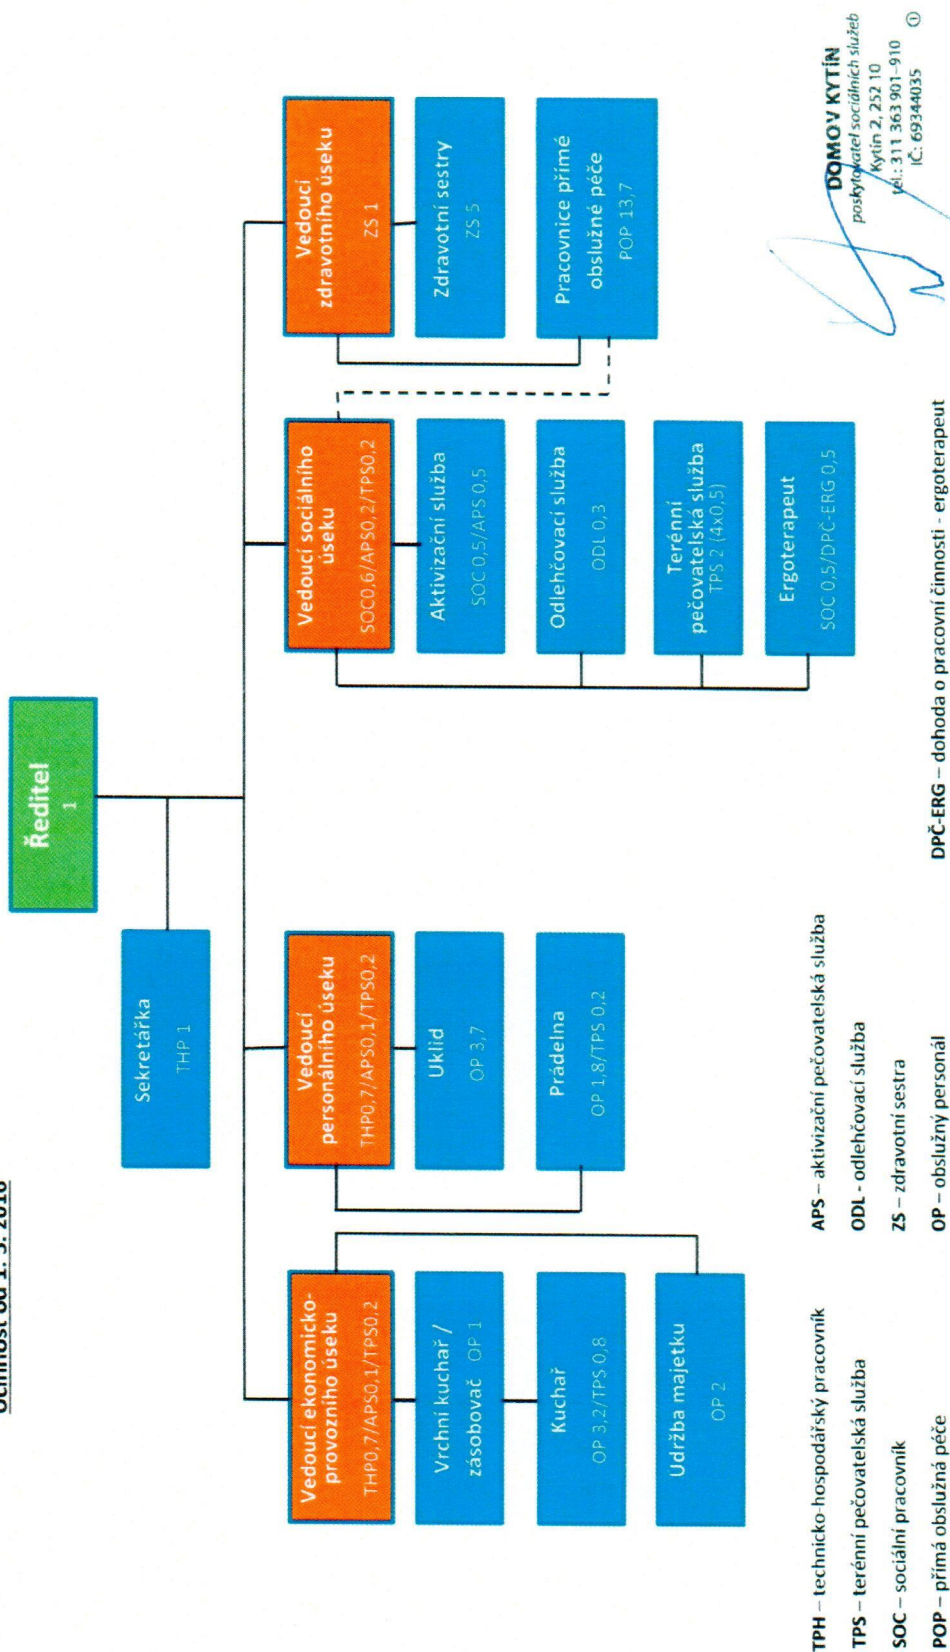 Ředitel
1
Sekretářka
THP 1
Vedoucí ekonomicko-
provozního úseku
THP0,7/APS0,1/TPS0,2
Vrchní kuchař /
zásobovač OP 1
Kuchař
OP 3,2/TPS 0,8
Udržba majetku
OP 2
Vedoucí
personálního úseku
THP0,7/APS0,1/TPS0,2
Uklid
OP 3,7
Prádelna
OP 1,8/TPS 0,2
Vedoucí sociálního
úseku
SOC0,6/APS0,2/TPS0,2
Aktivizační služba
SOC 0,5/APS 0,5
Odlehčovací služba
ODL 0,3
Terénní
pečovatelská služba
TPS 2 (4x0,5)
Ergoterapeut
SOC 0,5/DPČ-ERG 0,5
Vedoucí
zdravotního úseku
ZS 1
Zdravotní sestry
ZS 5
Pracovnice přímé
obslužné péče
POP 13,7
TPH – technicko-hospodářský pracovník
TPS – terénní pečovatelská služba
SOC – sociální pracovník
POP – přímá obslužná péče
APS – aktivizační pečovatelská služba
ODL - odlehčovací služba
ZS – zdravotní sestra
OP – obslužný personál
DPČ-ERG – dohoda o pracovní činnosti - ergoterapeut
DOMOV KYTÍN
poskytovatel sociálních služeb
Kytín 2, 252 10
tel.: 311 363 901–910
IČ: 69344035 ①